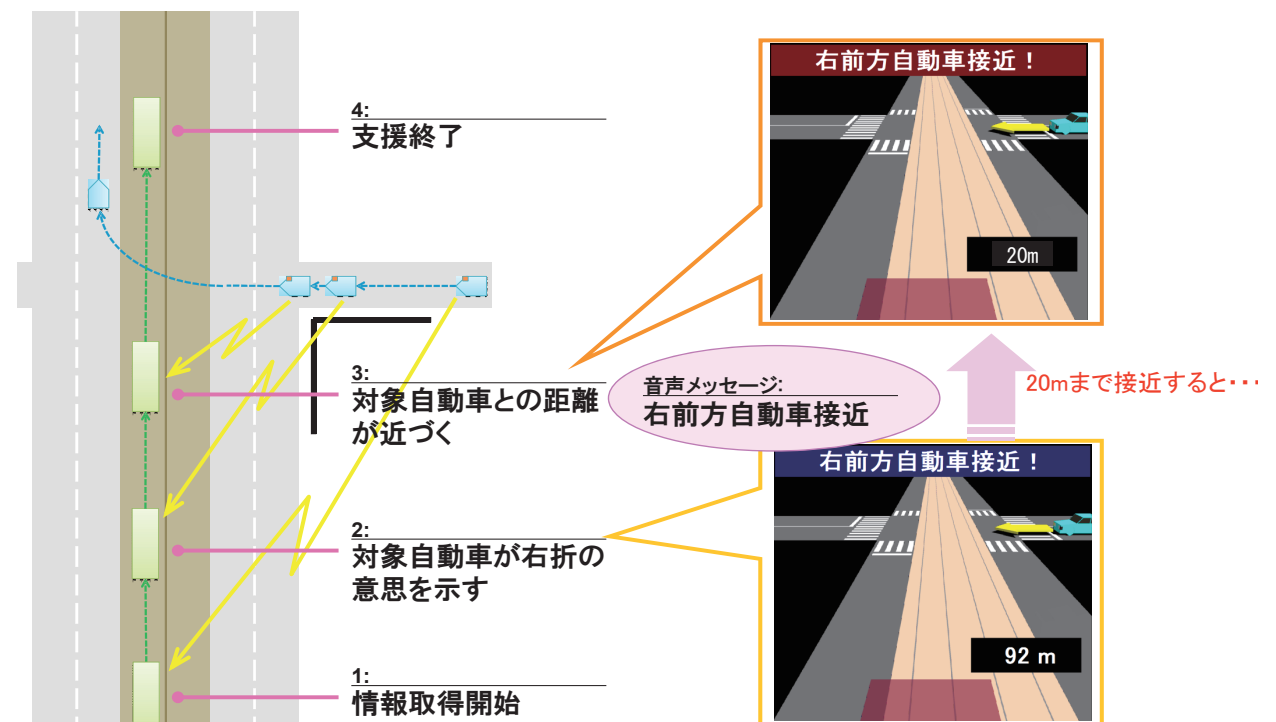 右前方自動車接近！
20m
4:
支援終了
20mまで接近すると・・・
音声メッセージ:
右前方自動車接近
3:
対象自動車との距離
が近づく
右前方自動車接近！
92 m
2:
対象自動車が右折の
意思を示す
1:
情報取得開始